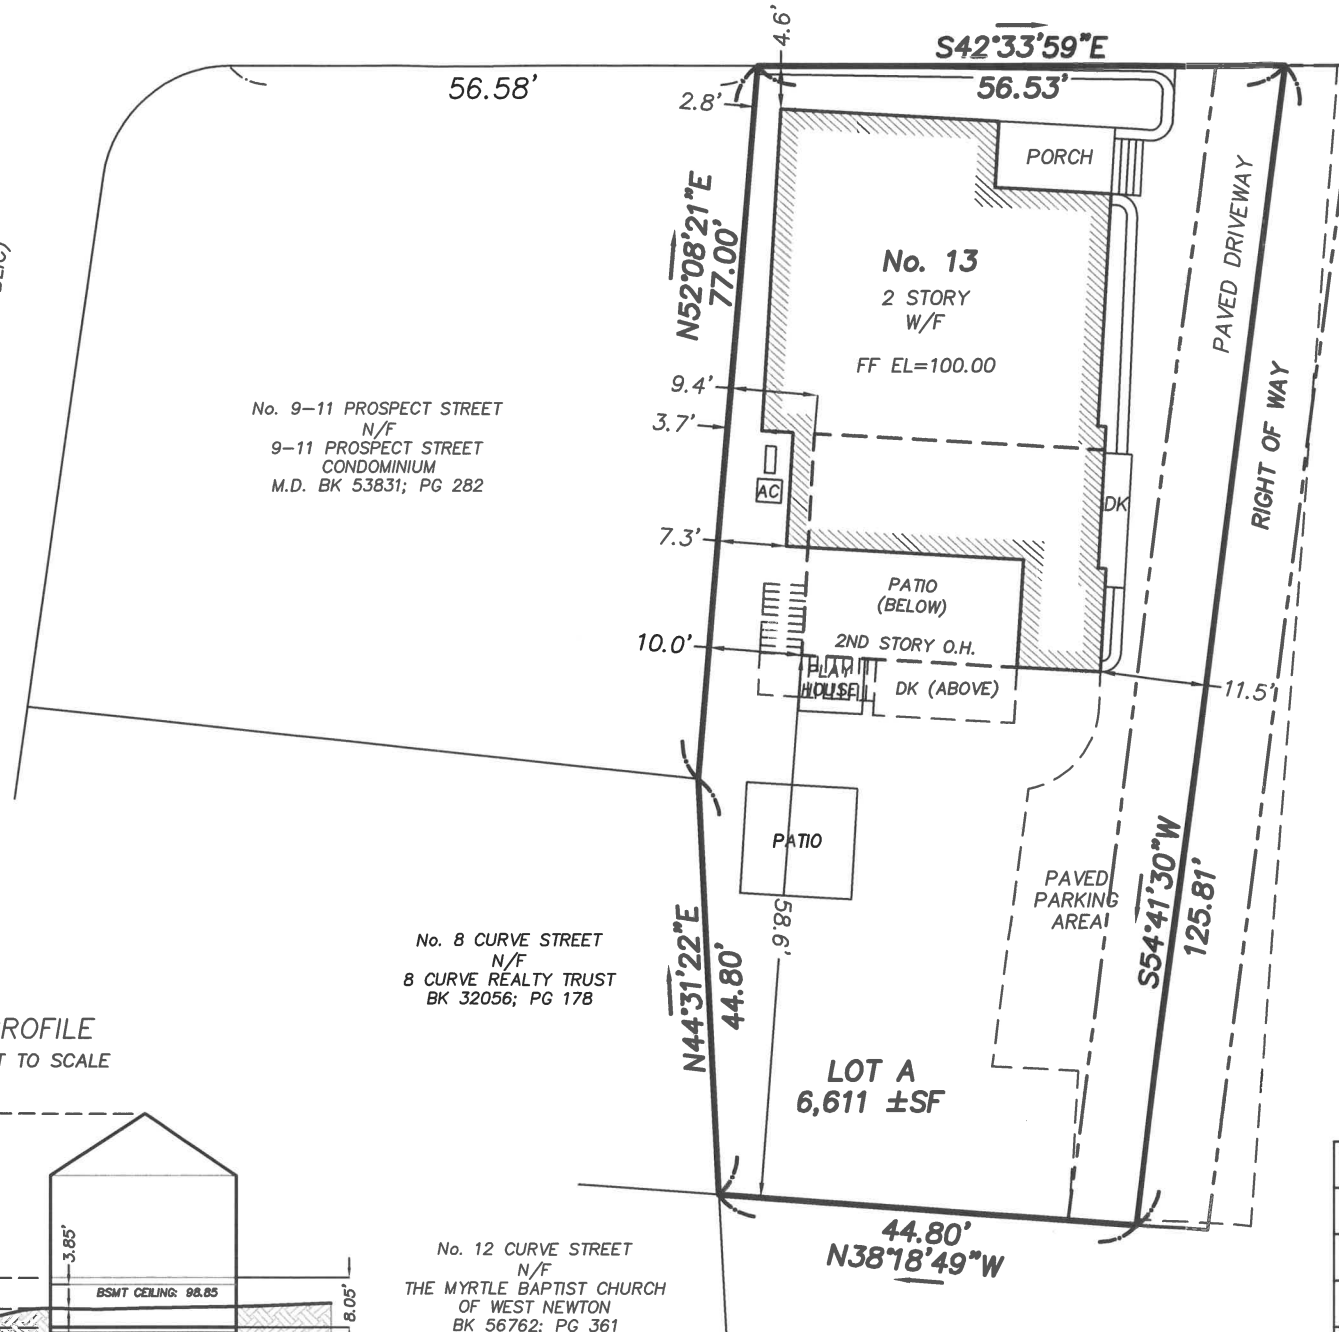 S42°33'59"E
56.53'
56.58'
4.6'
2.8'
N52°08'21"E
77.00'
PORCH
No. 13
2 STORY
W/F
FF EL=100.00
PAVED DRIVEWAY
RIGHT OF WAY
9.4'
3.7'
AC
DK
7.3'
No. 9-11 PROSPECT STREET
N/F
9-11 PROSPECT STREET
CONDOMINIUM
M.D. BK 53831; PG 282
PATIO
(BELOW)
2ND STORY O.H.
10.0'
PLAY
HOUSE
DK (ABOVE)
11.5'
PATIO
58.6'
PAVED
PARKING
AREA
S54°41'30"W
125.81'
No. 8 CURVE STREET
N/F
8 CURVE REALTY TRUST
BK 32056; PG 178
N44°31'22"E
44.80'
LOT A
6,611 ±SF
44.80'
N38°18'49"W
ROFILE
T TO SCALE
3.85'
BSMT CEILING: 98.85
8.05'
No. 12 CURVE STREET
N/F
THE MYRTLE BAPTIST CHURCH
OF WEST NEWTON
BK 56762; PG 361